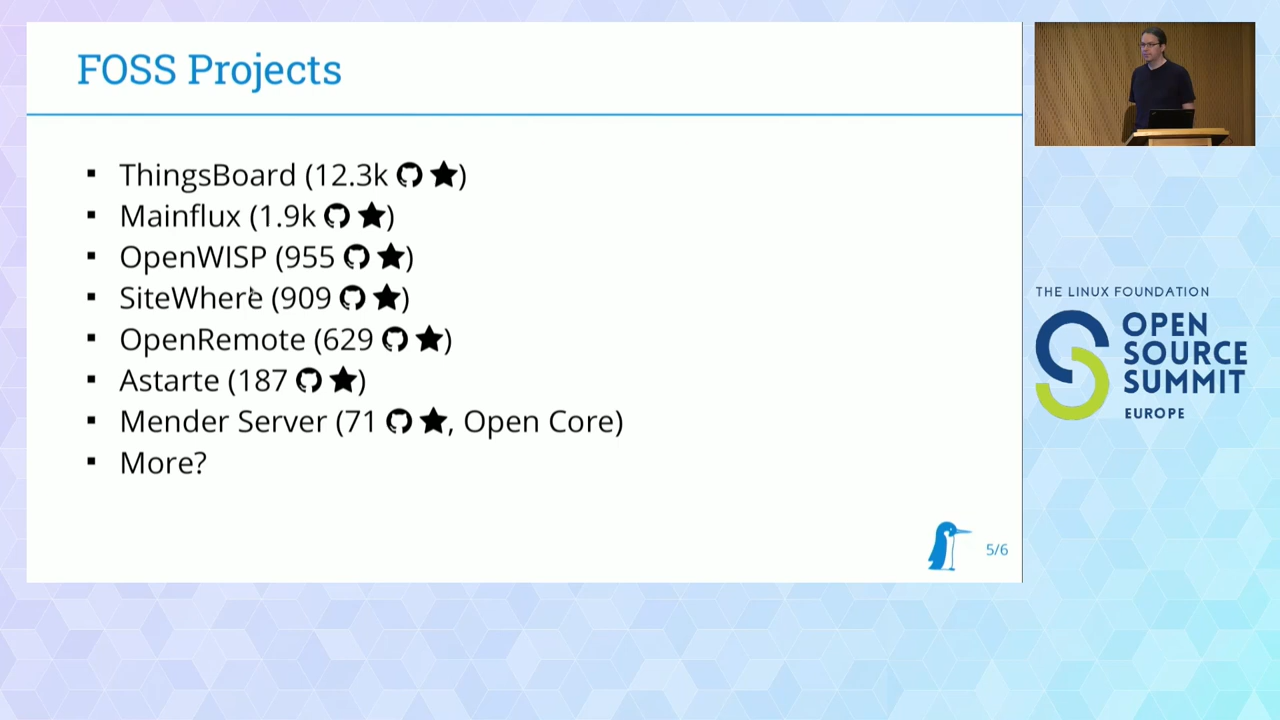 FOSS Projects
▪ ThingsBoard (12.3k ★)
▪ Mainflux (1.9k ★)
▪ OpenWISP (955 ★)
▪ SiteWhere (909 ★)
▪ OpenRemote (629 ★)
▪ Astarte (187 ★)
▪ Mender Server (71 ★, Open Core)
▪ More?
5/6
THE LINUX FOUNDATION
OPEN
SOURCE
SUMMIT
EUROPE